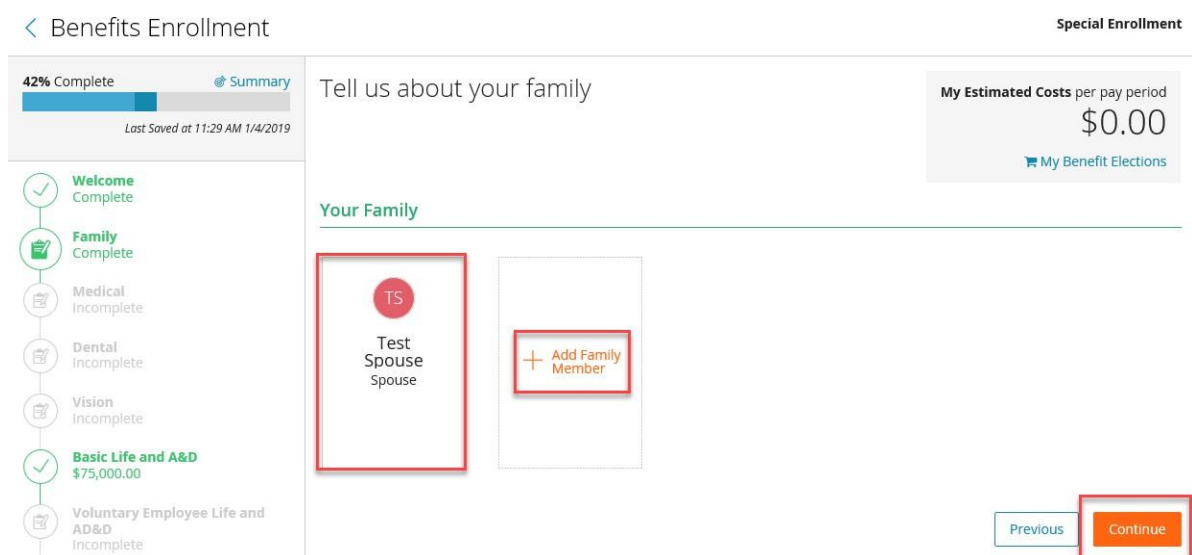 Benefits Enrollment
Special Enrollment
42% Complete
Summary
Last Saved at 11:29 AM 1/4/2019
Welcome
Complete
Family
Complete
Medical
Incomplete
Dental
Incomplete
Vision
Incomplete
Basic Life and A&D
$75,000.00
Voluntary Employee Life and
AD&D
Incomplete
Tell us about your family
My Estimated Costs per pay period
$0.00
My Benefit Elections
Your Family
TS
Test
Spouse
Spouse
Add Family
Member
Previous
Continue